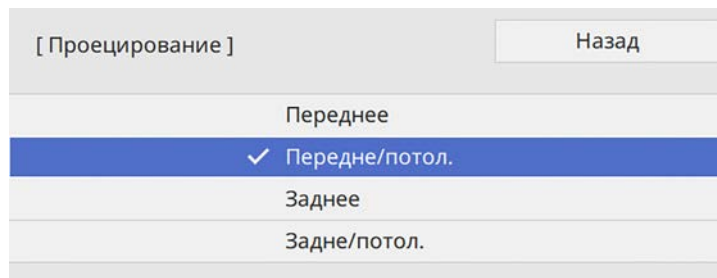 [ Проецирование ]
Назад
Переднее
Передне/потол.
Заднее
Задне/потол.